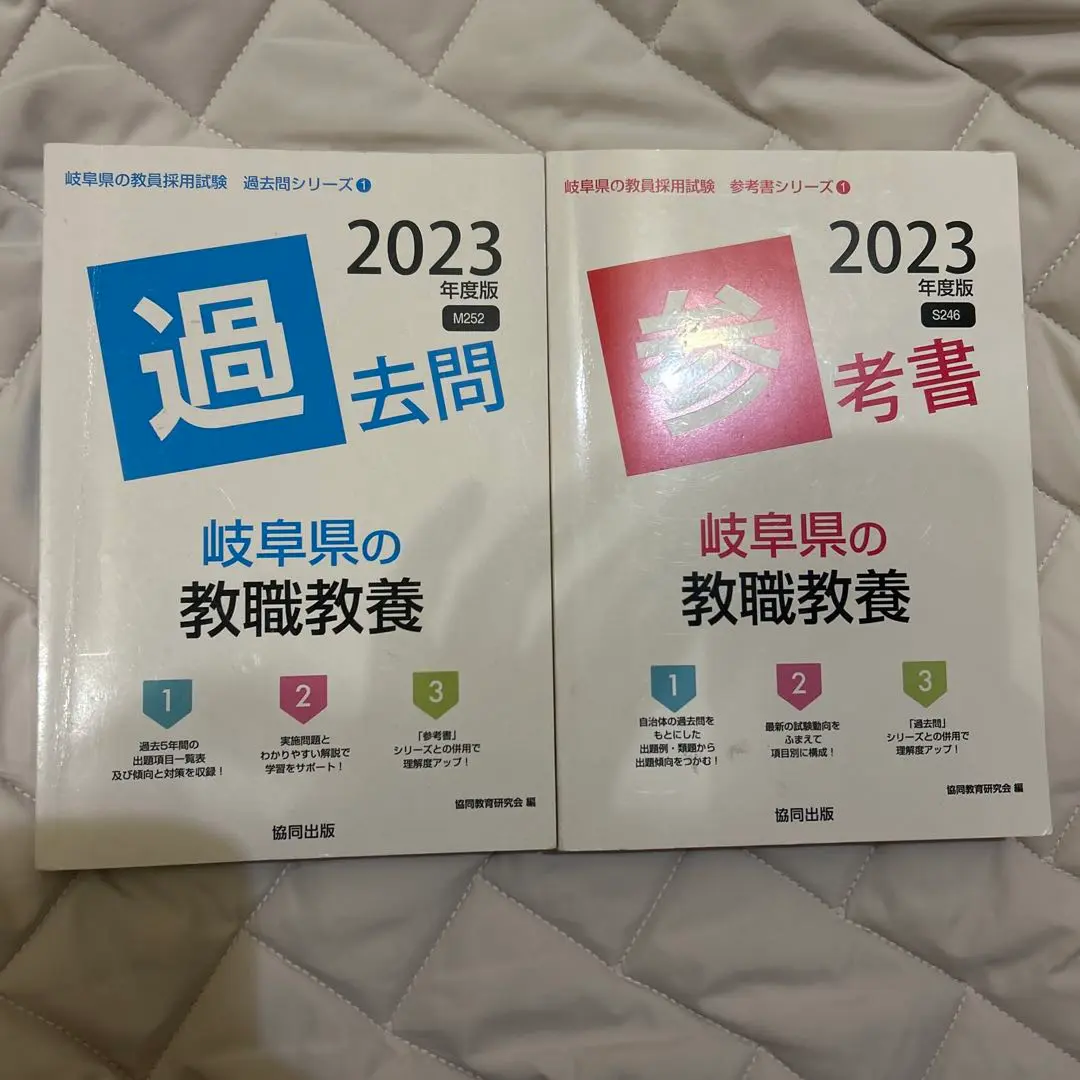 岐阜県の教員採用試験 過去問シリーズ❶
2023
年度版
M252
過去問
岐阜県の
教職教養
1
過去5年間の
出題項目一覧表
及び傾向と対策を収録!
2
実施問題と
わかりやすい解説で
学習をサポート!
3
「参考書」
シリーズとの併用で
理解度アップ!
協同教育研究会 編
協同出版
岐阜県の教員採用試験 参考書シリーズ❶
2023
年度版
S246
参考書
岐阜県の
教職教養
1
自治体の過去問を
もとにした
出題例・類題から
出題傾向をつかむ!
2
最新の試験動向を
ふまえて
項目別に構成!
3
「過去問」
シリーズとの併用で
理解度アップ!
協同教育研究会 編
協同出版